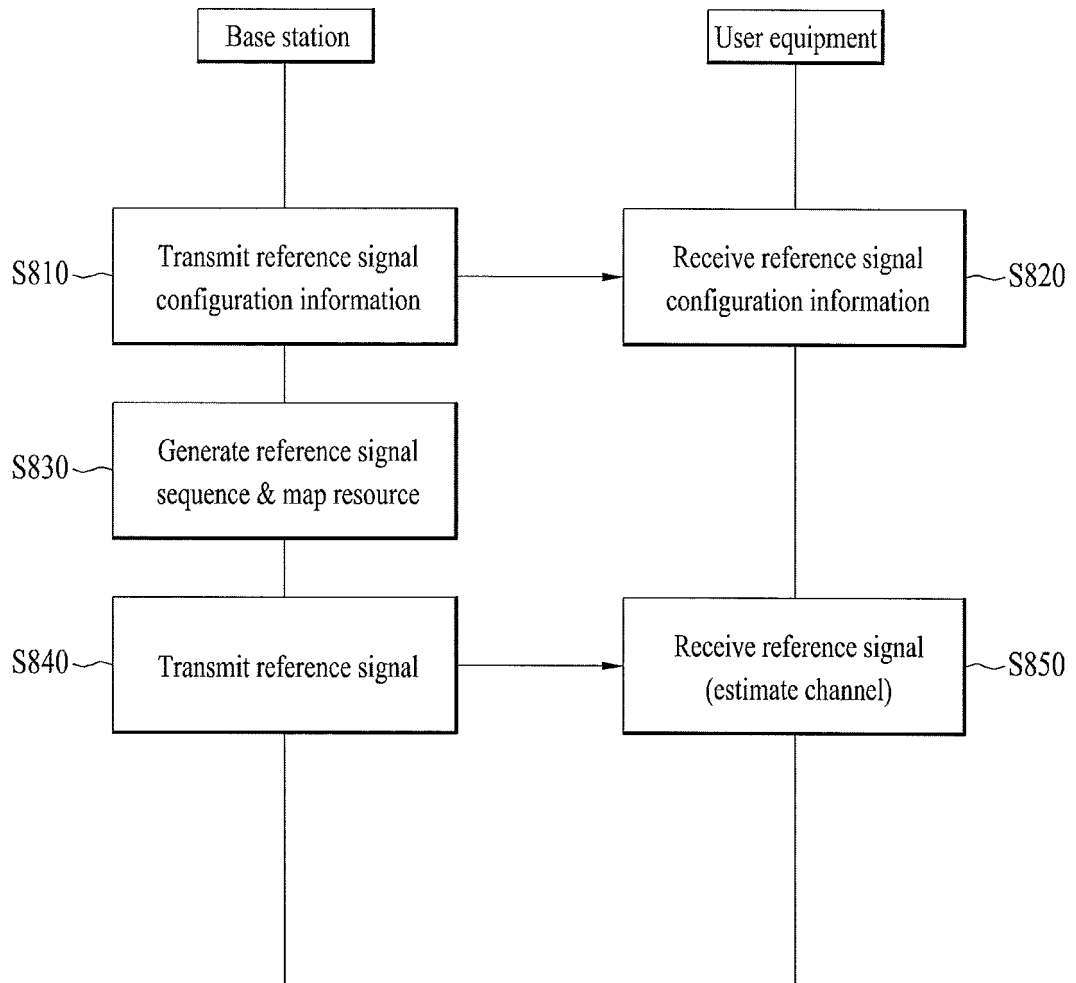 Base station
User equipment
S810
Transmit reference signal
configuration information
Receive reference signal
configuration information
S820
S830
Generate reference signal
sequence & map resource
S840
Transmit reference signal
Receive reference signal
(estimate channel)
S850